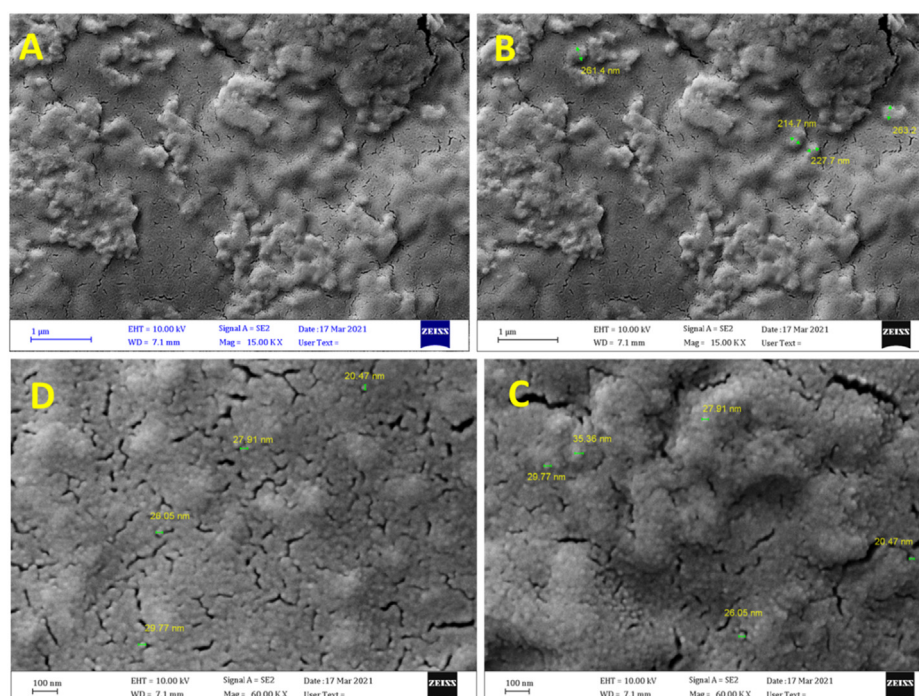 A
1 µm
EHT = 10.00 kV
WD = 7.1 mm
Signal A = SE2
Mag = 15.00 K X
Date :17 Mar 2021
User Text =
ZEISS
B
261.4 nm
214.7 nm
263.2
227.7 nm
1 µm
EHT = 10.00 kV
WD = 7.1 mm
Signal A = SE2
Mag = 15.00 K X
Date :17 Mar 2021
User Text =
ZEISS
D
20.47 nm
27.91 nm
26.05 nm
29.77 nm
100 nm
EHT = 10.00 kV
WD = 7.1 mm
Signal A = SE2
Mag = 60.00 K X
Date :17 Mar 2021
User Text =
ZEISS
C
27.91 nm
35.36 nm
29.77 nm
20.47 nm
26.05 nm
100 nm
EHT = 10.00 kV
WD = 7.1 mm
Signal A = SE2
Mag = 60.00 K X
Date :17 Mar 2021
User Text =
ZEISS